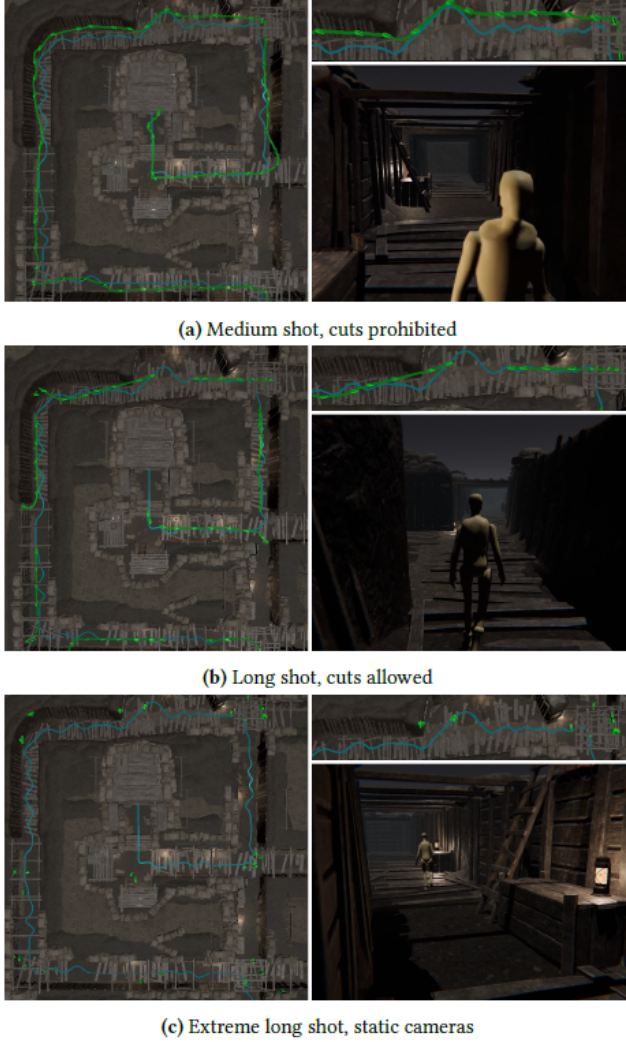 (a) Medium shot, cuts prohibited
(b) Long shot, cuts allowed
(c) Extreme long shot, static cameras